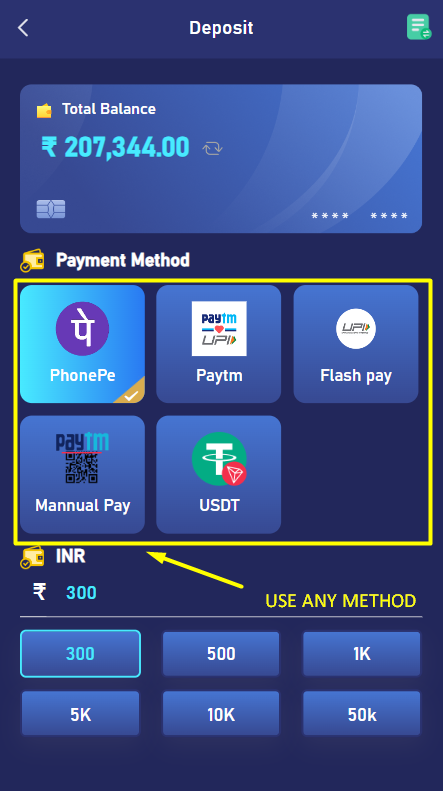 Deposit
Total Balance
₹ 207,344.00
**** ****
Payment Method
पे
paytm
UPI
UPI
PhonePe
Paytm
Flash pay
paytm
Mannual Pay
USDT
INR
₹ 300
USE ANY METHOD
300 500 1K
5K 10K 50k